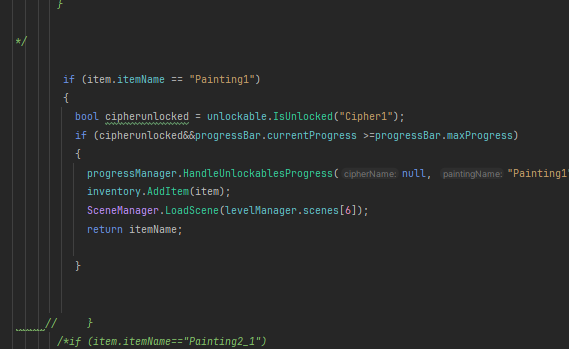 }
*/
if (item.itemName == "Painting1")
{
bool cipherunlocked = unlockable.IsUnlocked("Cipher1");
if (cipherunlocked&&progressBar.currentProgress >=progressBar.maxProgress)
{
progressManager.HandleUnlockablesProgress( cipherName: null, paintingName: "Painting1"
inventory.AddItem(item);
SceneManager.LoadScene(levelManager.scenes[6]);
return itemName;
}
// }
/*if (item.itemName=="Painting2_1")